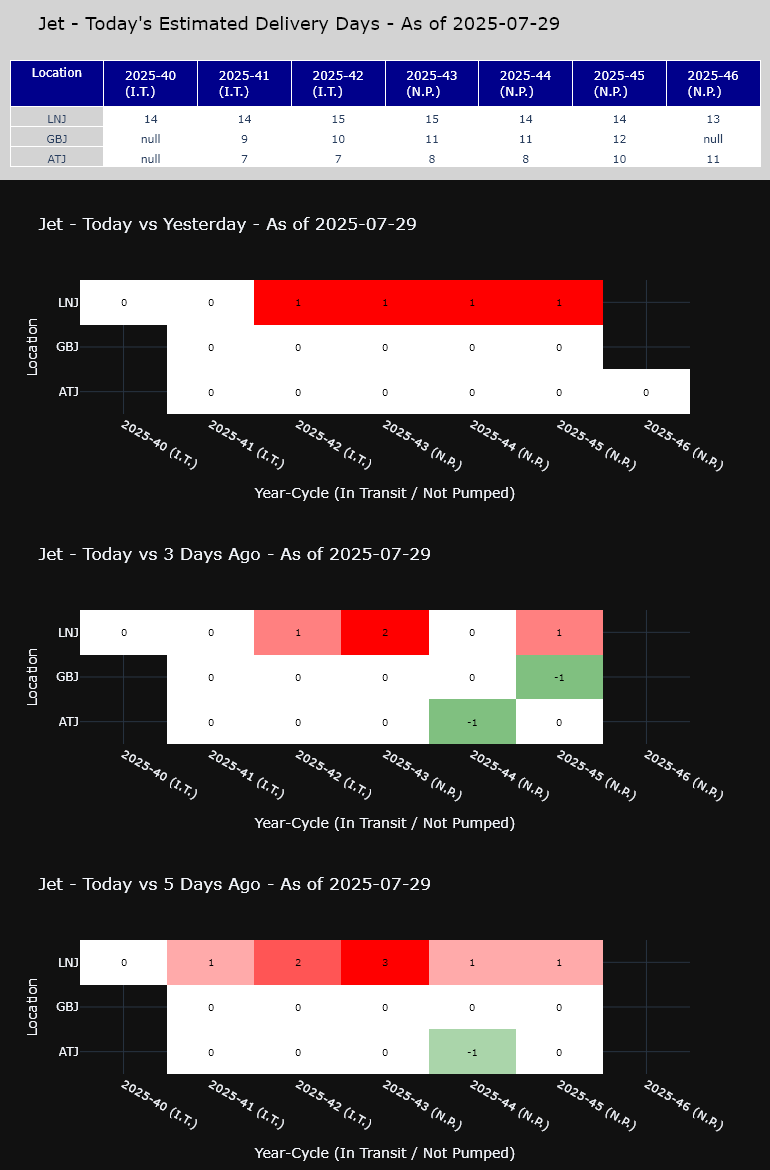 Jet - Today's Estimated Delivery Days - As of 2025-07-29
Location 2025-40 (I.T.) 2025-41 (I.T.) 2025-42 (I.T.) 2025-43 (N.P.) 2025-44 (N.P.) 2025-45 (N.P.) 2025-46 (N.P.)
LNJ 14 14 15 15 14 14 13
GBJ null 9 10 11 11 12 null
ATJ null 7 7 8 8 10 11
Jet - Today vs Yesterday - As of 2025-07-29
Location
LNJ 0 0 1 1 1 1
GBJ 0 0 0 0 0
ATJ 0 0 0 0 0 0
2025-40 (I.T.) 2025-41 (I.T.) 2025-42 (I.T.) 2025-43 (N.P.) 2025-44 (N.P.) 2025-45 (N.P.) 2025-46 (N.P.)
Year-Cycle (In Transit / Not Pumped)
Jet - Today vs 3 Days Ago - As of 2025-07-29
Location
LNJ 0 0 1 2 0 1
GBJ 0 0 0 0 -1
ATJ 0 0 0 -1 0
2025-40 (I.T.) 2025-41 (I.T.) 2025-42 (I.T.) 2025-43 (N.P.) 2025-44 (N.P.) 2025-45 (N.P.) 2025-46 (N.P.)
Year-Cycle (In Transit / Not Pumped)
Jet - Today vs 5 Days Ago - As of 2025-07-29
Location
LNJ 0 1 2 3 1 1
GBJ 0 0 0 0 0
ATJ 0 0 0 -1 0
2025-40 (I.T.) 2025-41 (I.T.) 2025-42 (I.T.) 2025-43 (N.P.) 2025-44 (N.P.) 2025-45 (N.P.) 2025-46 (N.P.)
Year-Cycle (In Transit / Not Pumped)